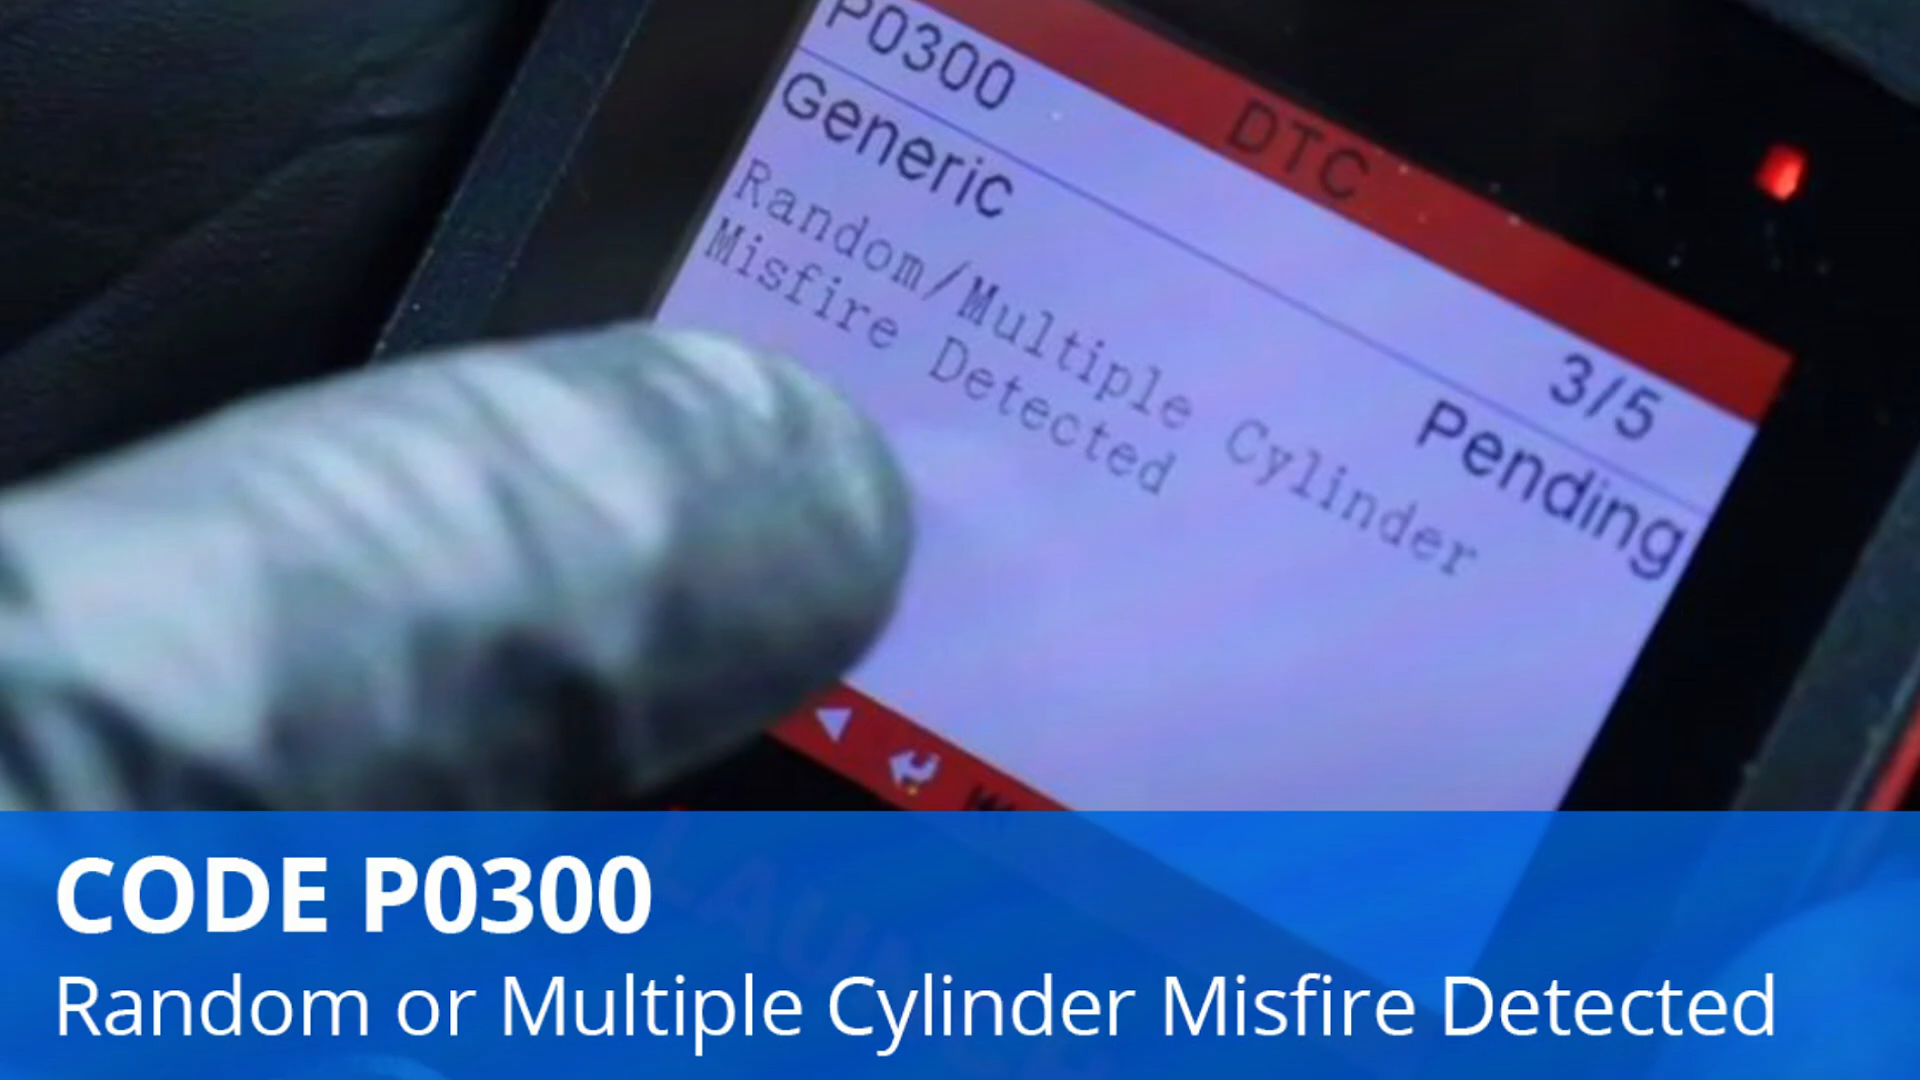 DTC
P0300
3/5
Generic
Pending
Random/Multiple Cylinder
Misfire Detected
CODE P0300
Random or Multiple Cylinder Misfire Detected